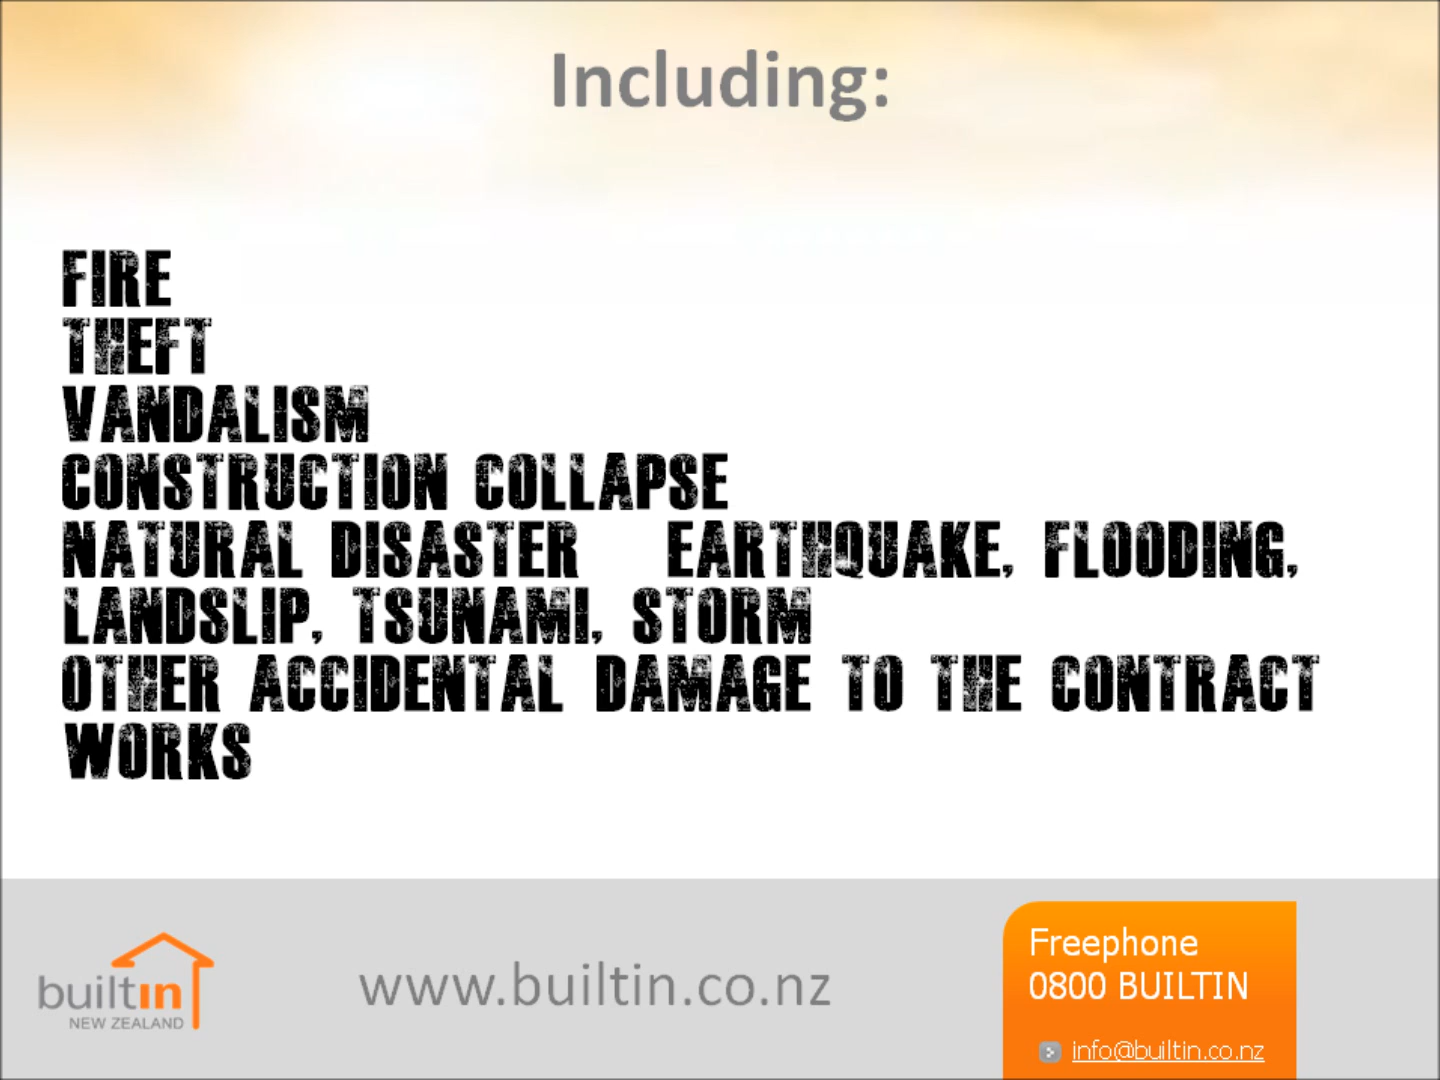 Including:
FIRE
THEFT
VANDALISM
CONSTRUCTION COLLAPSE
NATURAL DISASTER EARTHQUAKE, FLOODING,
LANDSLIP, TSUNAMI, STORM
OTHER ACCIDENTAL DAMAGE TO THE CONTRACT
WORKS
builtin
NEW ZEALAND
www.builtin.co.nz
Freephone
0800 BUILTIN
info@builtin.co.nz